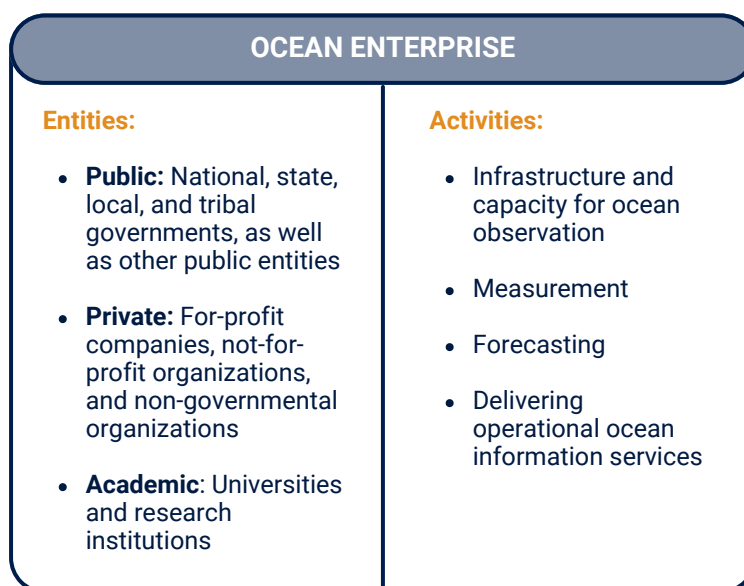 OCEAN ENTERPRISE
Entities:
• Public: National, state,
local, and tribal
governments, as well
as other public entities
• Private: For-profit
companies, not-for-
profit organizations,
and non-governmental
organizations
• Academic: Universities
and research
institutions
Activities:
• Infrastructure and
capacity for ocean
observation
• Measurement
• Forecasting
• Delivering
operational ocean
information services